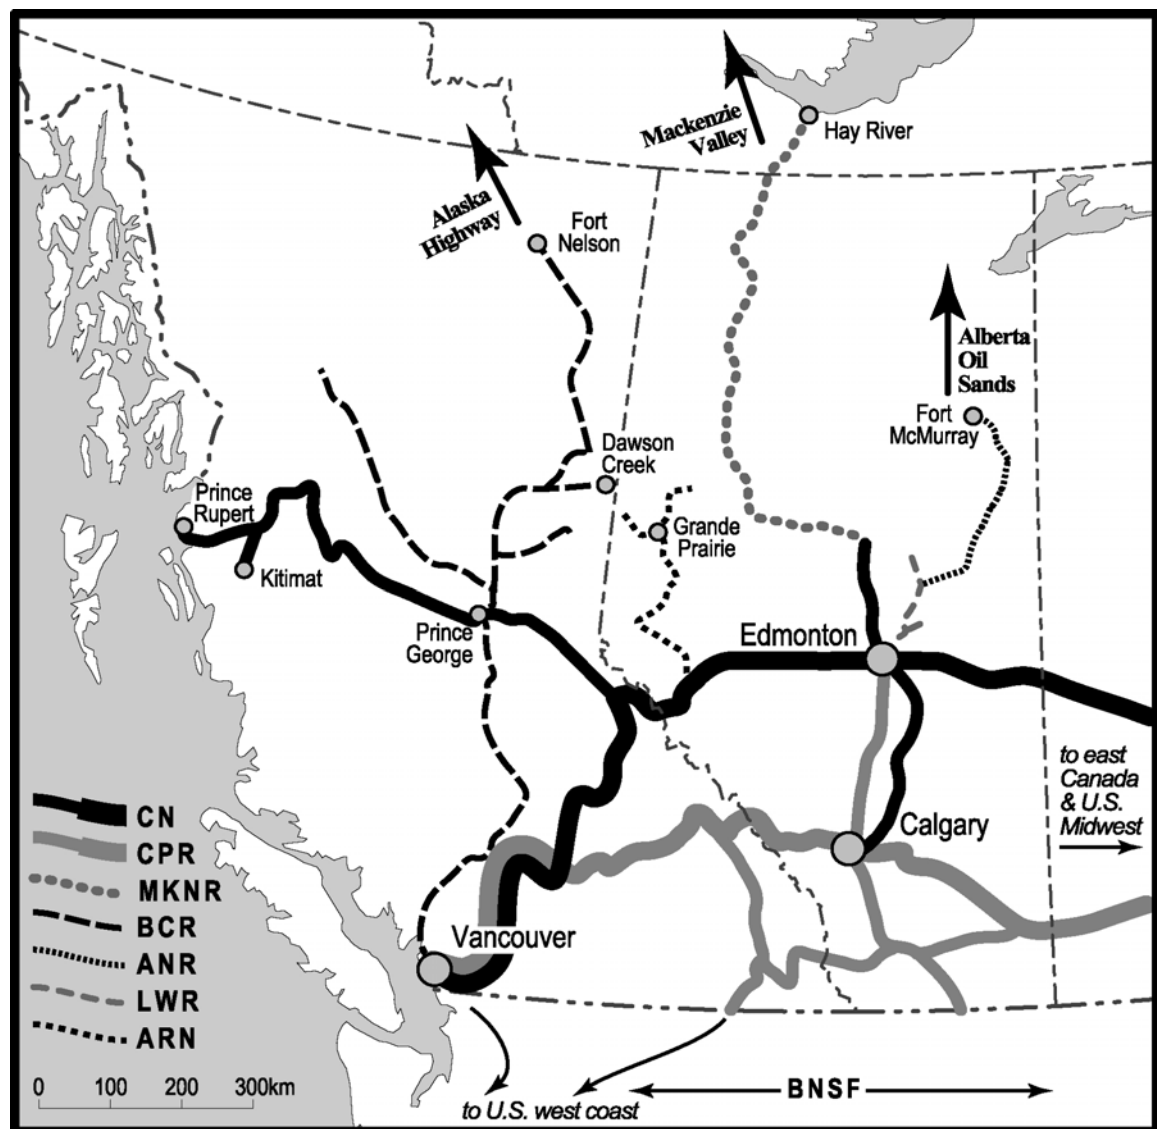 Hay River
Mackenzie
Valley
Alaska
Highway
Fort
Nelson
Alberta
Oil
Sands
Fort
McMurray
Dawson
Creek
Prince
Rupert
Grande
Prairie
Kitimat
Prince
George
Edmonton
to east
Canada
& U.S.
Midwest
Calgary
Vancouver
CN
CPR
MKNR
BCR
ANR
LWR
ARN
0 100 200 300km
BNSF
to U.S. west coast